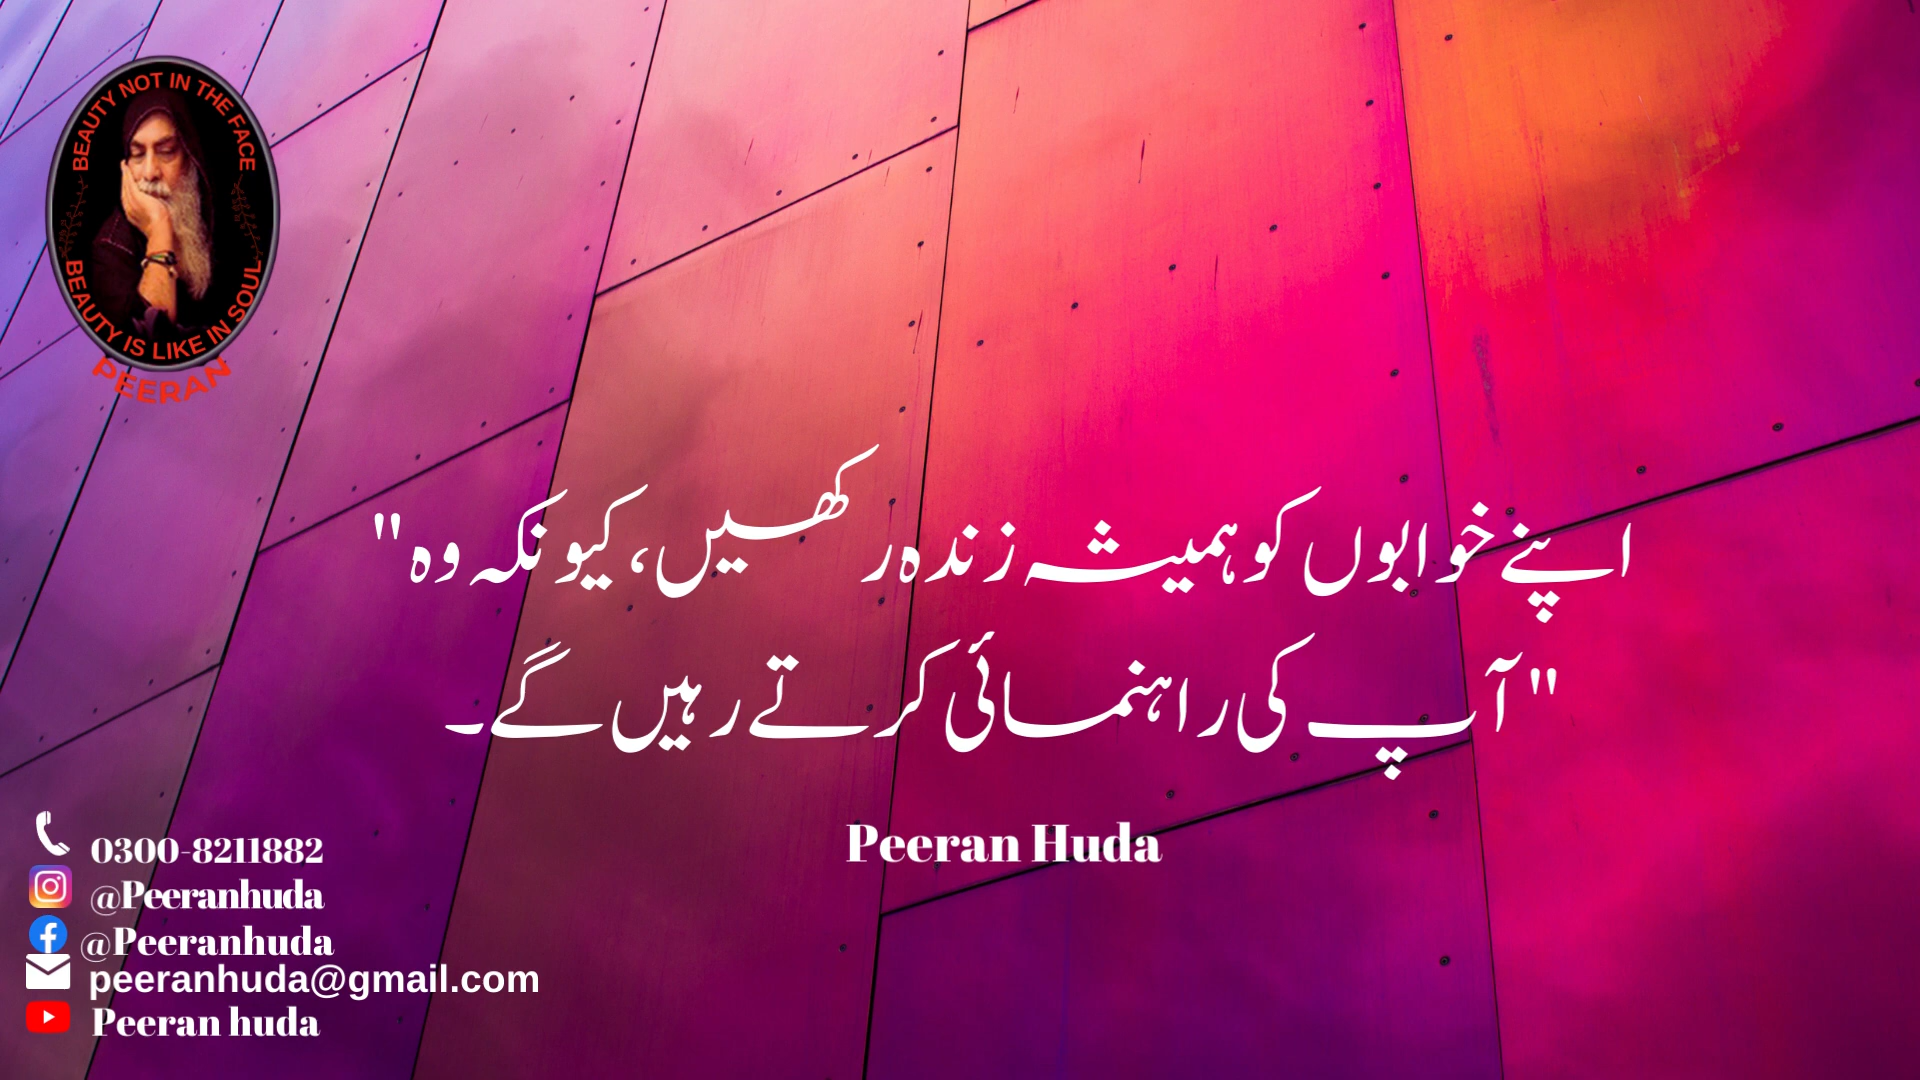 BEAUTY NOT IN THE FACE
BEAUTY IS LIKE IN SOUL
PEERAN
اپنے خوابوں کو ہمیشہ زندہ رکھیں، کیونکہ وہ"
"آپ کی راہنمائی کرتے رہیں گے۔
Peeran Huda
0300-8211882
@Peeranhuda
@Peeranhuda
peeranhuda@gmail.com
Peeran huda